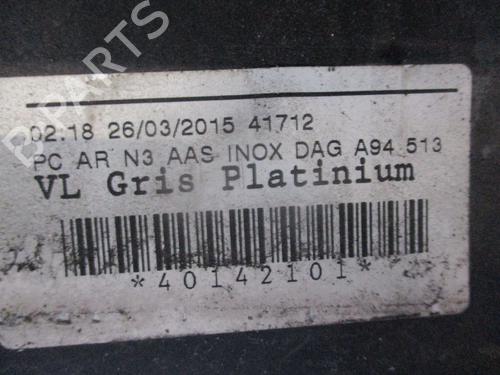 B PARTS
02:18 26/03/2015 41712
PC AR N3 AAS INOX DAG A94 513
VL Gris Platinium
*40142101*